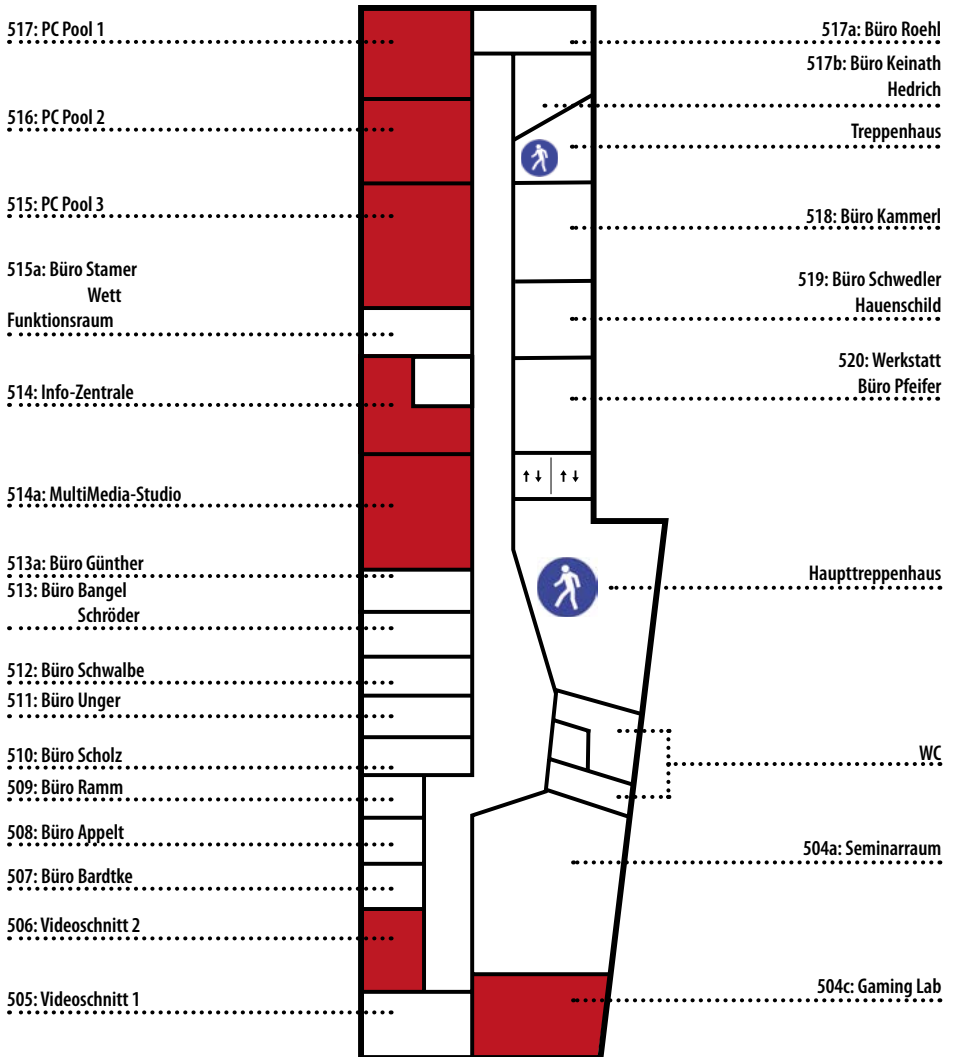 517: PC Pool 1
516: PC Pool 2
515: PC Pool 3
515a: Büro Stamer
Wett
Funktionsraum
514: Info-Zentrale
514a: MultiMedia-Studio
513a: Büro Günther
513: Büro Bangel
Schröder
512: Büro Schwalbe
511: Büro Unger
510: Büro Scholz
509: Büro Ramm
508: Büro Appelt
507: Büro Bardtke
506: Videoschnitt 2
505: Videoschnitt 1
517a: Büro Roehl
517b: Büro Keinath
Hedrich
Treppenhaus
518: Büro Kammerl
519: Büro Schwedler
Hauenschild
520: Werkstatt
Büro Pfeifer
Haupttreppenhaus
WC
504a: Seminarraum
504c: Gaming Lab